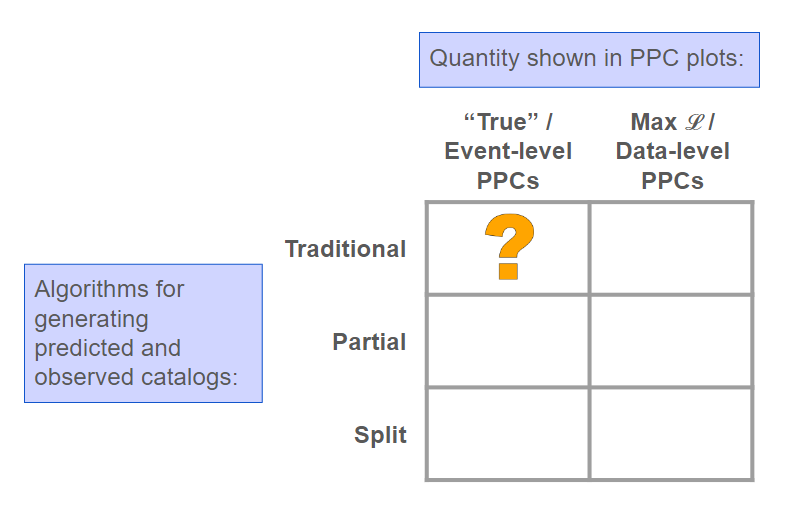 Quantity shown in PPC plots:
“True” /
Event-level
PPCs
Max ℒ /
Data-level
PPCs
Traditional
?
Algorithms for
generating
predicted and
observed catalogs:
Partial
Split